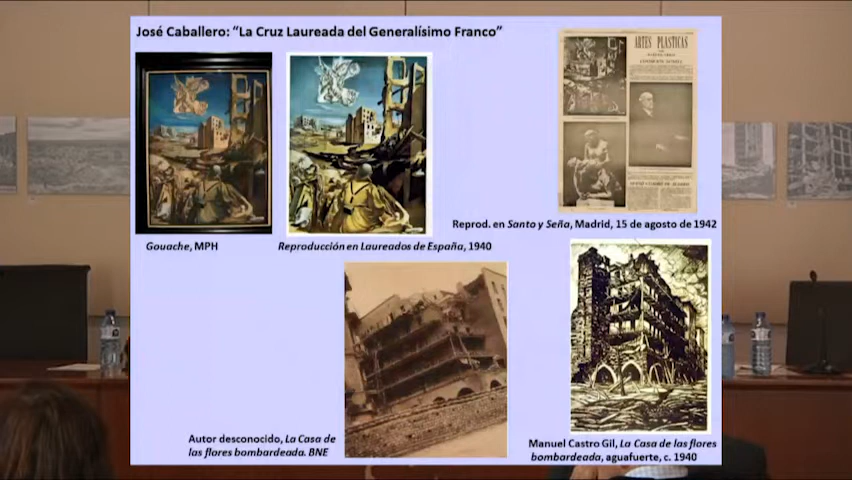 José Caballero: “La Cruz Laureada del Generalísimo Franco”
ARTES PLASTICAS
Reprod. en Santo y Seña, Madrid, 15 de agosto de 1942
Gouache, MPH
Reproducción en Laureados de España, 1940
Autor desconocido, La Casa de
las flores bombardeada. BNE
Manuel Castro Gil, La Casa de las flores
bombardeada, aguafuerte, c. 1940